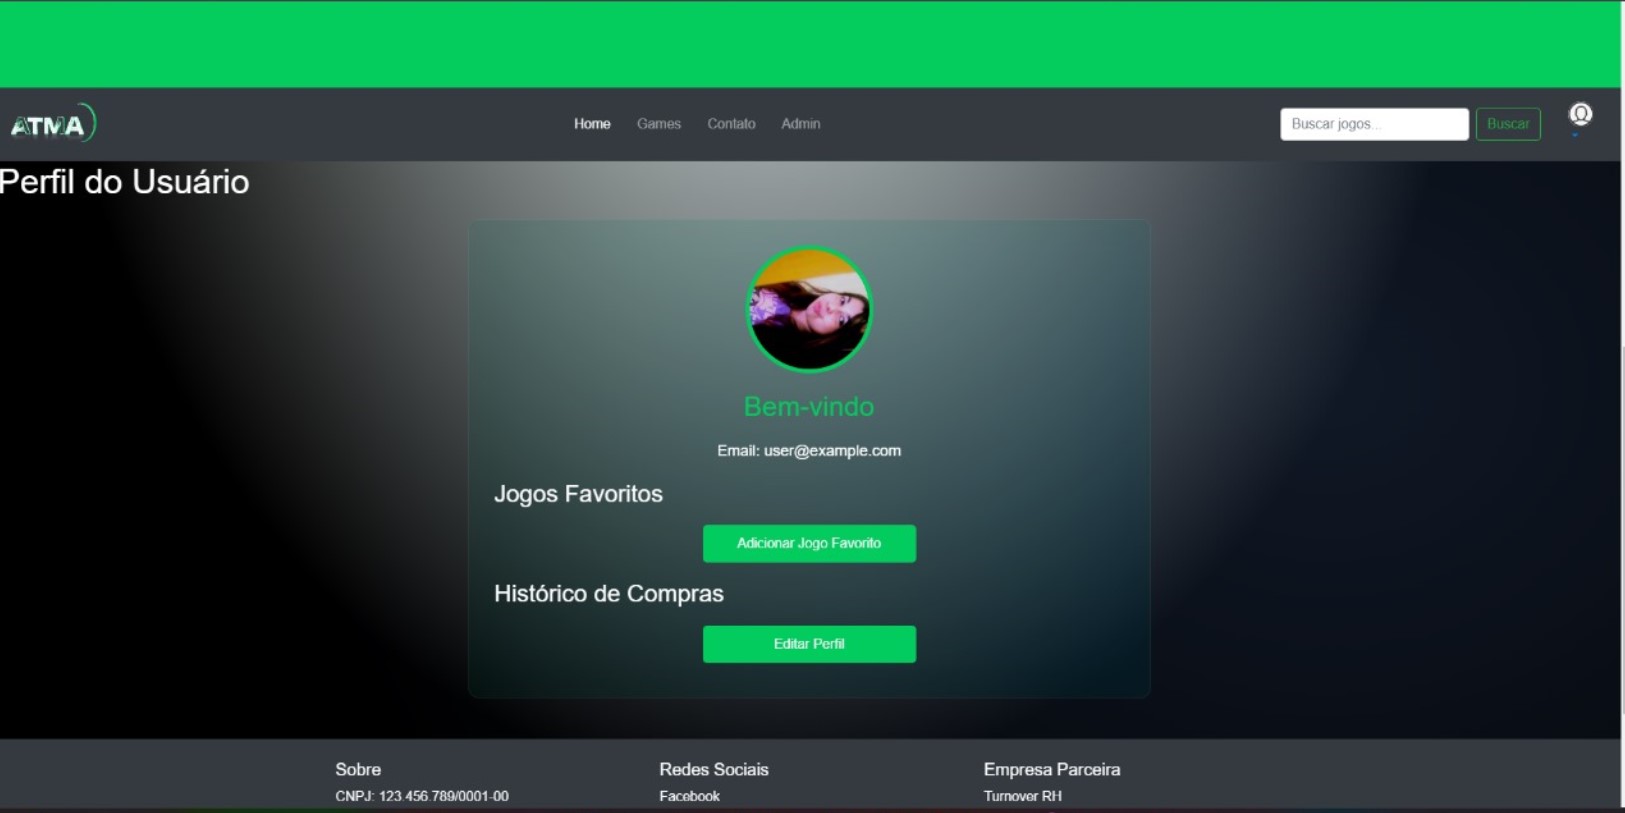 ATMA
Home Games Contato Admin
Buscar jogos... Buscar
Perfil do Usuário
Bem-vindo
Email: user@example.com
Jogos Favoritos
Adicionar Jogo Favorito
Histórico de Compras
Editar Perfil
Sobre
CNPJ: 123.456.789/0001-00
Redes Sociais
Facebook
Empresa Parceira
Turnover RH